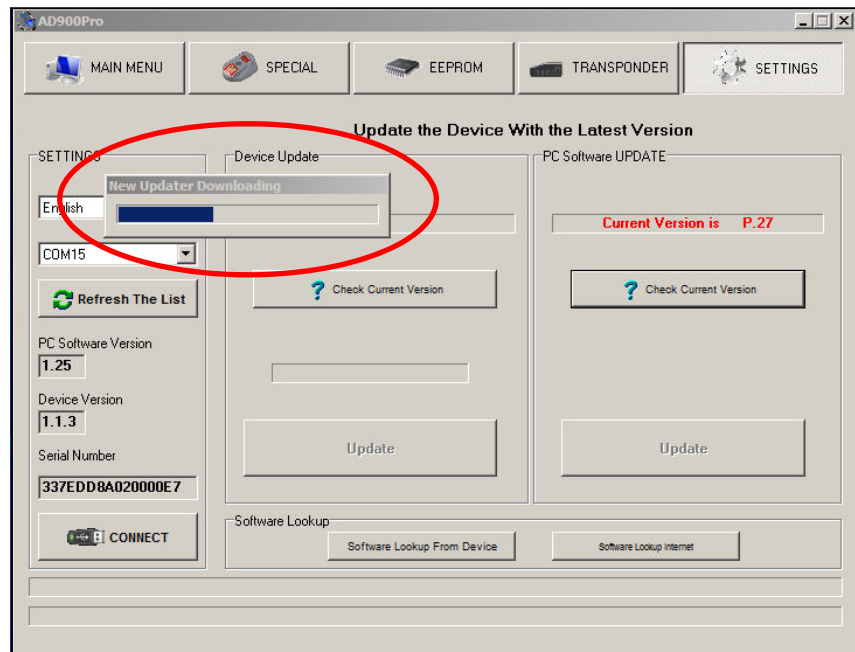 AD900Pro
MAIN MENU
SPECIAL
EEPROM
TRANSPONDER
SETTINGS
Update the Device With the Latest Version
SETTINGS
Device Update
PC Software UPDATE
New Updater Downloading
English
Current Version is P.27
COM15
? Check Current Version
? Check Current Version
Refresh The List
PC Software Version
1.25
Device Version
1.1.3
Update
Update
Serial Number
337EDD8A020000E7
CONNECT
Software Lookup
Software Lookup From Device
Software Lookup Internet